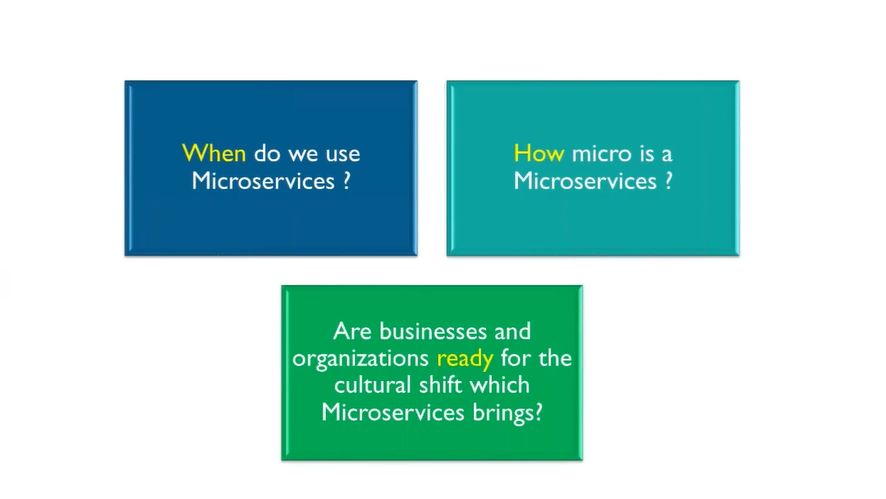 When do we use
Microservices ?
How micro is a
Microservices ?
Are businesses and
organizations ready for the
cultural shift which
Microservices brings?